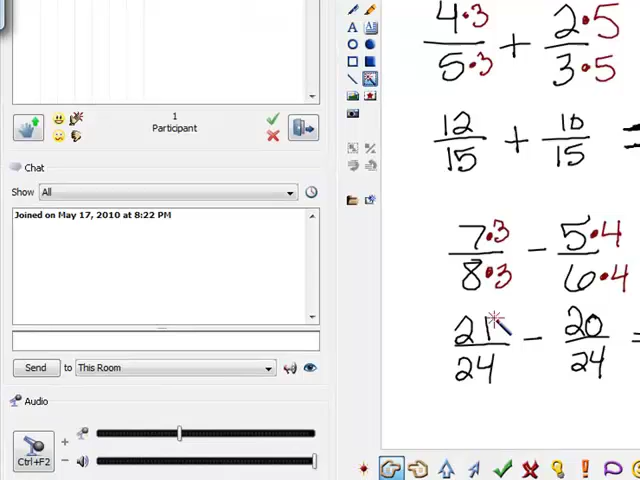 1
Participant
Chat
Show All
Joined on May 17, 2010 at 8:22 PM
Send to This Room
Audio
Ctrl+F2
+
−
A A
4·3/5·3 + 2·5/3·5
12/15 + 10/15 =
7·3/8·3 − 5·4/6·4
21/24 − 20/24 =